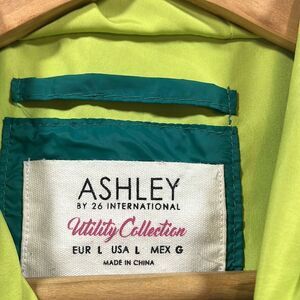 ASHLEY
BY 26 INTERNATIONAL
Utility Collection
EUR L USA L MEX G
MADE IN CHINA